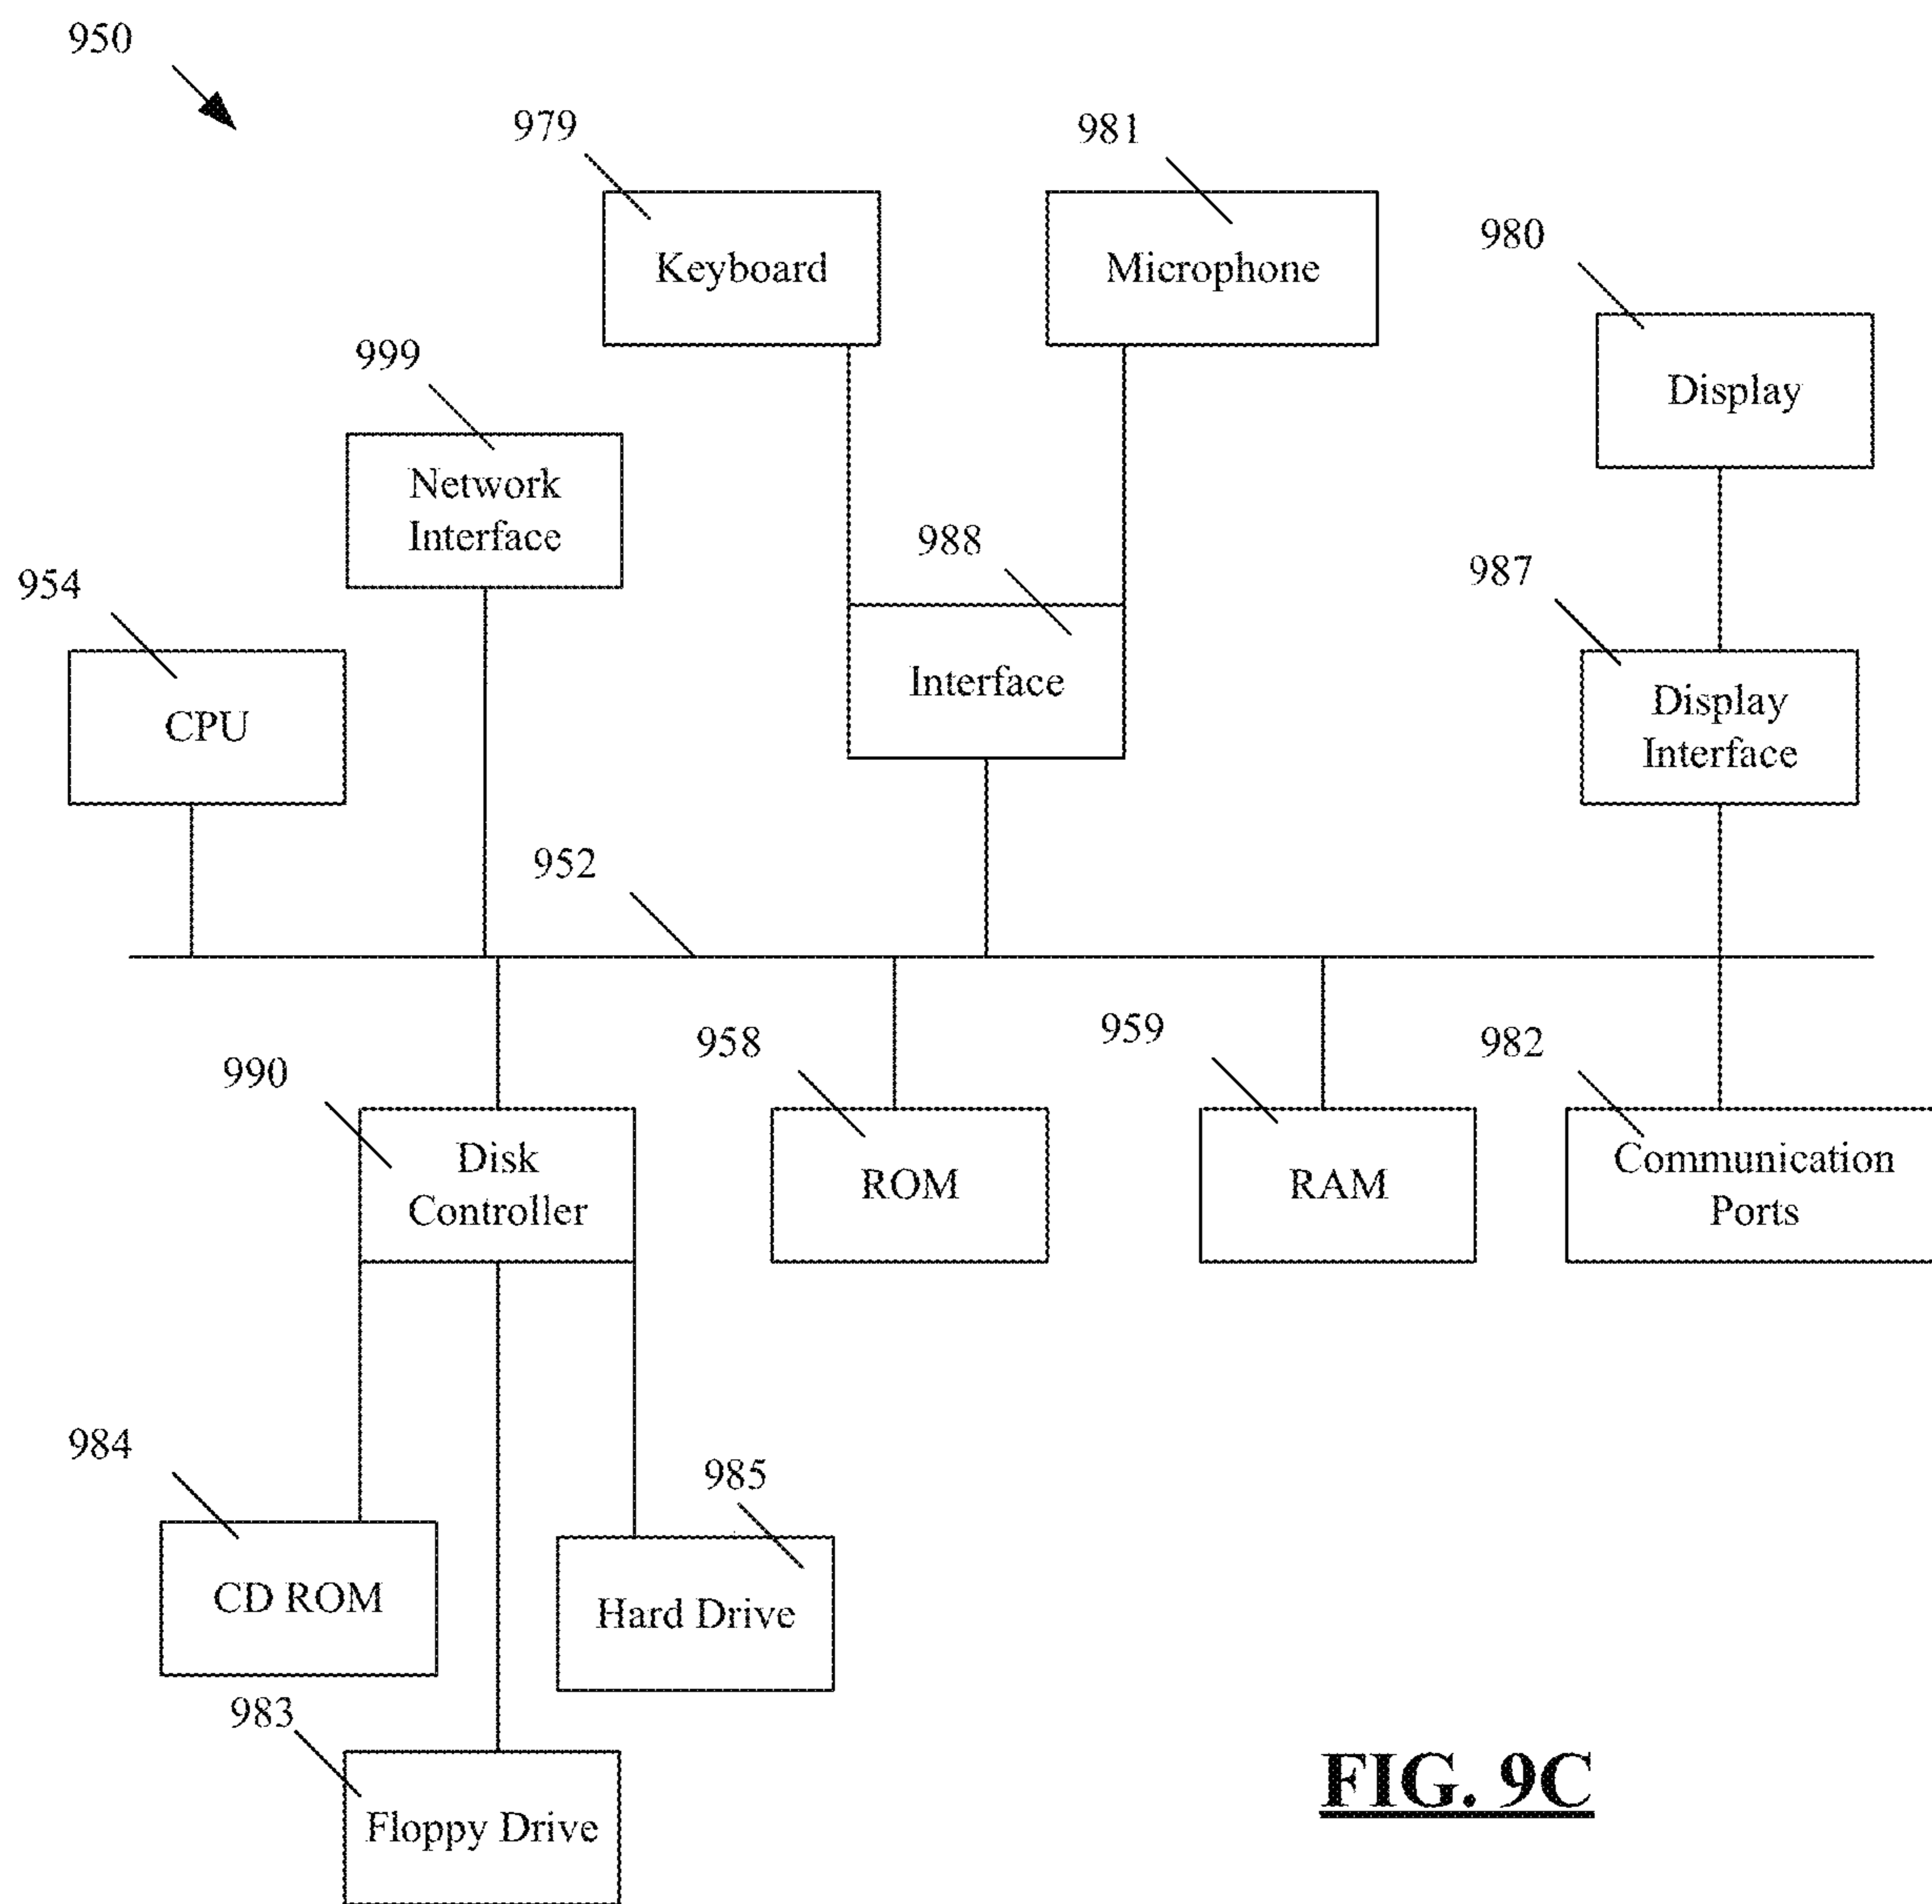 950
979
981
Keyboard
Microphone
980
Display
999
Network
Interface
988
954
987
CPU
Interface
Display
Interface
952
990
958
959
982
Disk
Controller
ROM
RAM
Communication
Ports
984
985
CD ROM
Hard Drive
983
Floppy Drive
FIG. 9C